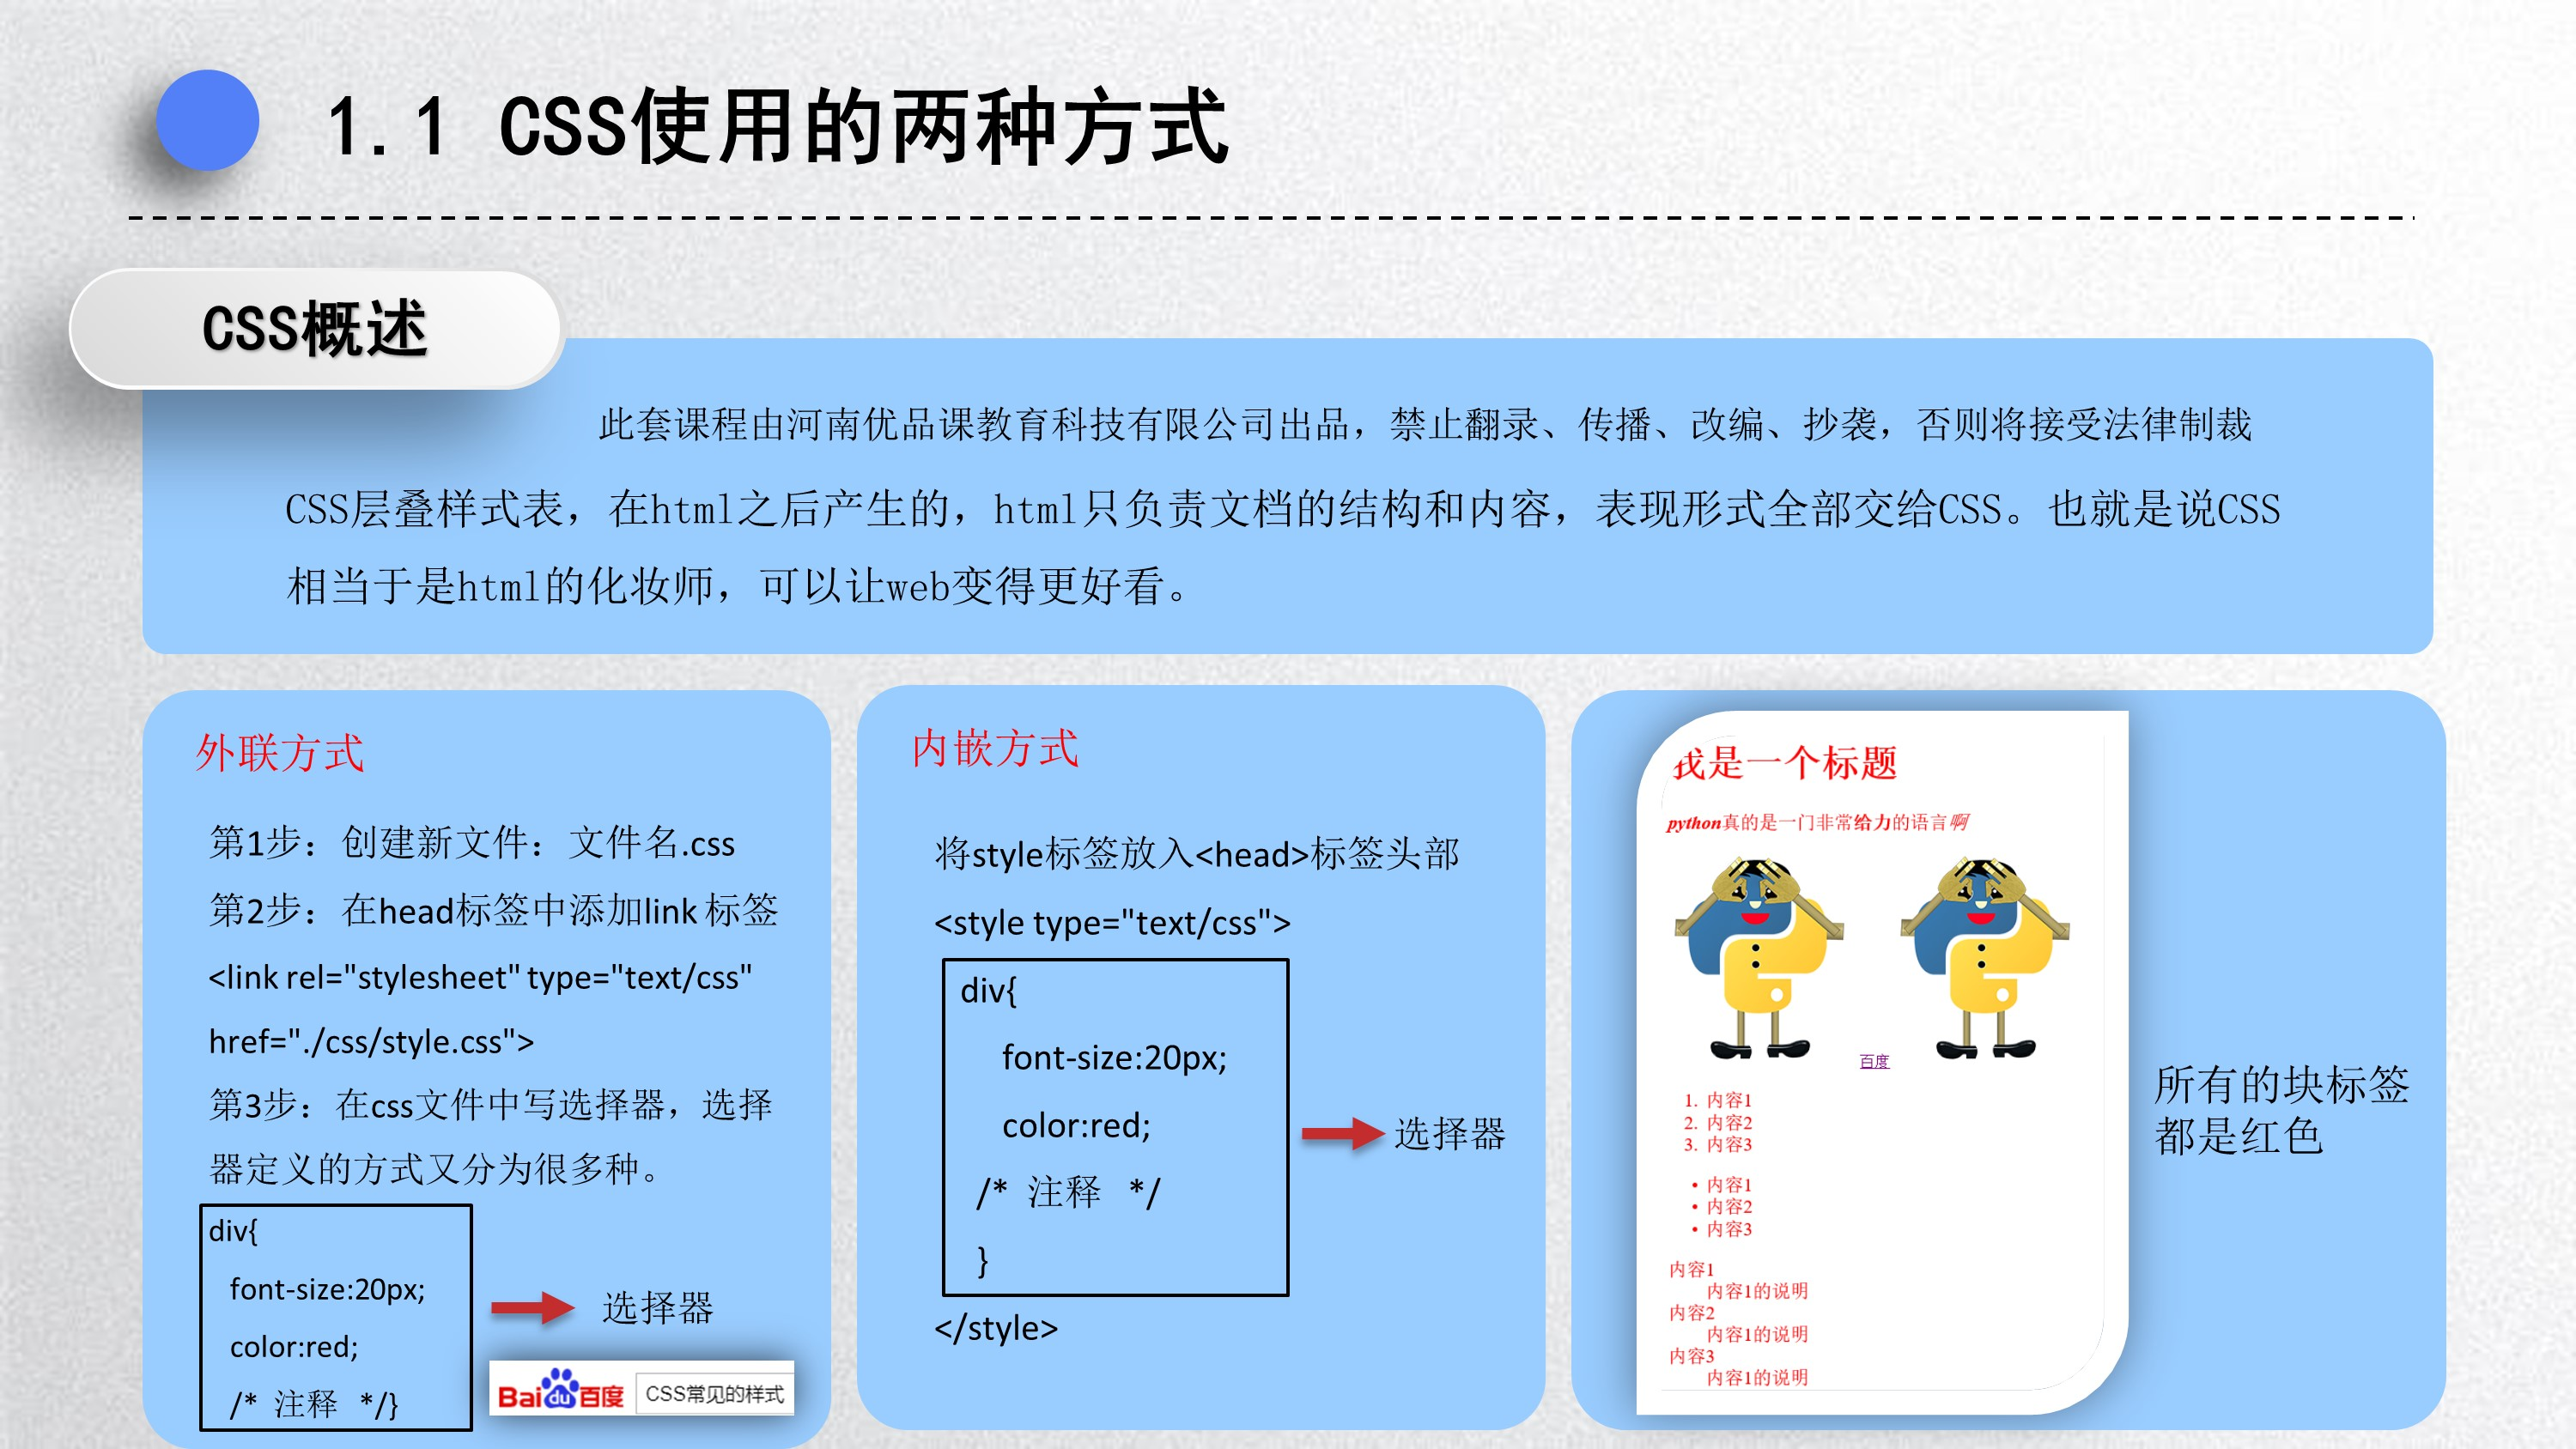 1.1 CSS使用的两种方式
CSS概述
此套课程由河南优品课教育科技有限公司出品，禁止翻录、传播、改编、抄袭，否则将接受法律制裁
CSS层叠样式表，在html之后产生的，html只负责文档的结构和内容，表现形式全部交给CSS。也就是说CSS
相当于是html的化妆师，可以让web变得更好看。
外联方式
第1步：创建新文件：文件名.css
第2步：在head标签中添加link 标签
<link rel="stylesheet" type="text/css"
href="./css/style.css">
第3步：在css文件中写选择器，选择
器定义的方式又分为很多种。
div{
font-size:20px;
color:red;
/* 注释 */}
选择器
Bai du 百度
CSS常见的样式
内嵌方式
将style标签放入<head>标签头部
<style type="text/css">
div{
font-size:20px;
color:red;
/* 注释 */
}
</style>
选择器
我是一个标题
python真的是一门非常给力的语言啊
百度
1. 内容1
2. 内容2
3. 内容3
• 内容1
• 内容2
• 内容3
内容1
内容1的说明
内容2
内容1的说明
内容3
内容1的说明
所有的块标签
都是红色